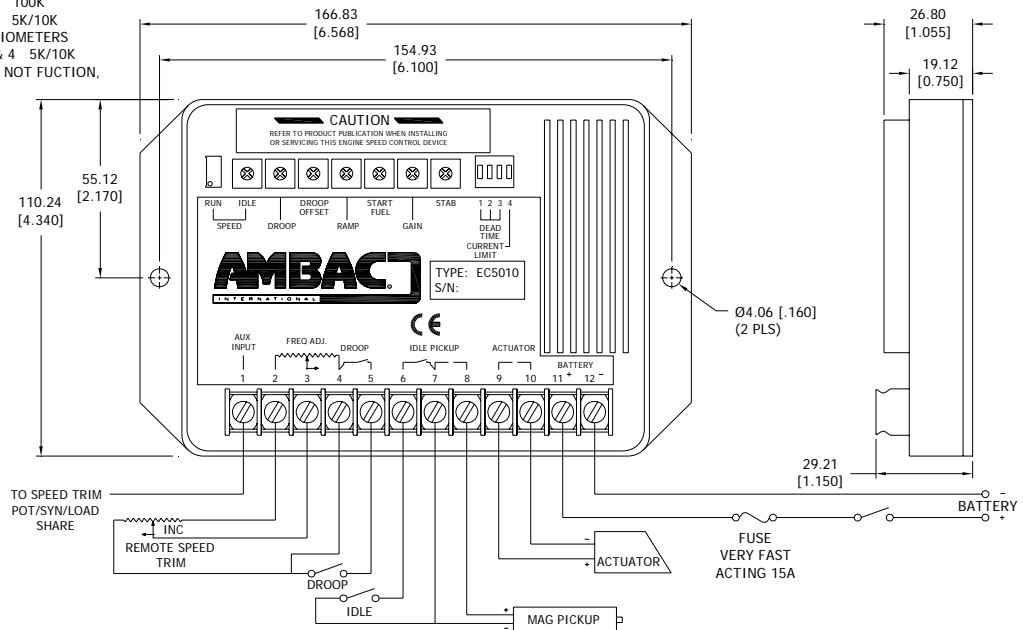 100K
5K/10K
IOMETERS
& 4 5K/10K
NOT FUCTION,
166.83
[6.568]
154.93
[6.100]
26.80
[1.055]
19.12
[0.750]
110.24
[4.340]
55.12
[2.170]
CAUTION
REFER TO PRODUCT PUBLICATION WHEN INSTALLING
OR SERVICING THIS ENGINE SPEED CONTROL DEVICE
RUN IDLE DROOP OFFSET START FUEL STAB 1 2 3 4
SPEED DROOP RAMP GAIN
DEAD
TIME
CURRENT
LIMIT
AMBAC
INTERNATIONAL
TYPE: EC5010
S/N:
CE
Ø4.06 [.160]
(2 PLS)
AUX
INPUT
FREQ ADJ.
DROOP
IDLE PICKUP
ACTUATOR
BATTERY
1 2 3 4 5 6 7 8 9 10 11 + 12 -
29.21
[1.150]
TO SPEED TRIM
POT/SYN/LOAD
SHARE
INC
REMOTE SPEED
TRIM
DROOP
IDLE
+
-
MAG PICKUP
-
+
ACTUATOR
FUSE
VERY FAST
ACTING 15A
-
BATTERY
+